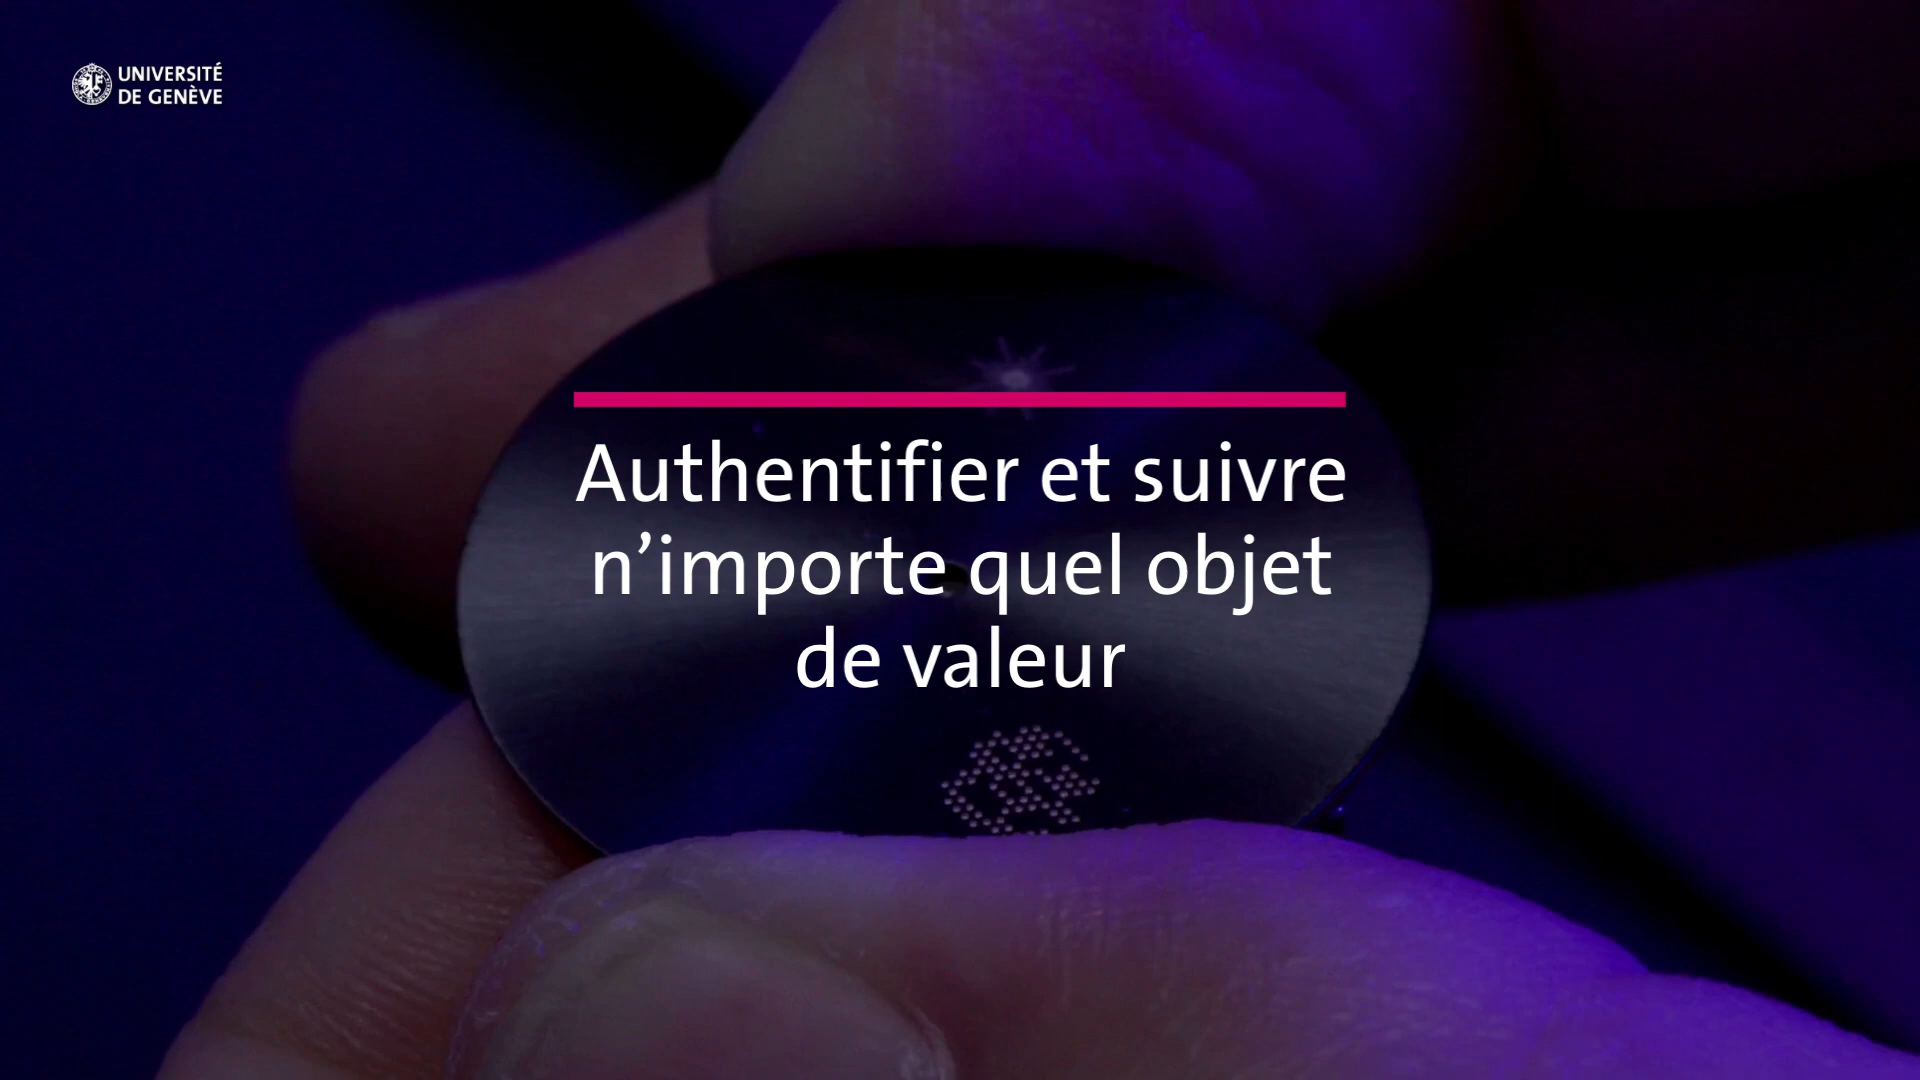 UNIVERSITÉ
DE GENÈVE
Authentifier et suivre
n’importe quel objet
de valeur